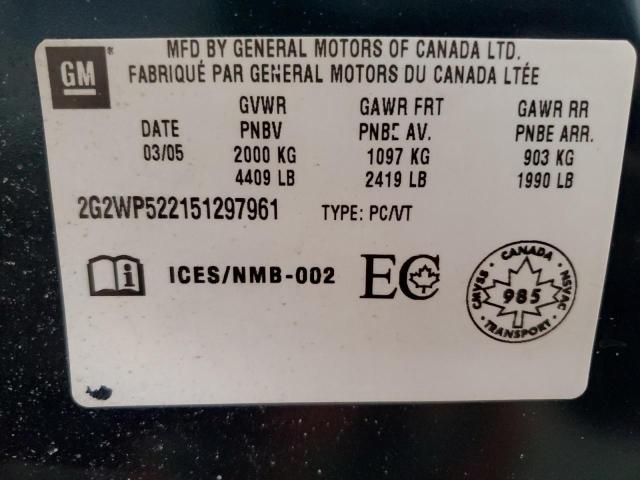 GM®
MFD BY GENERAL MOTORS OF CANADA LTD.
FABRIQUÉ PAR GENERAL MOTORS DU CANADA LTÉE
GVWR GAWR FRT GAWR RR
DATE PNBV PNBE AV. PNBE ARR.
03/05 2000 KG 1097 KG 903 KG
4409 LB 2419 LB 1990 LB
2G2WP522151297961 TYPE: PC/VT
i ICES/NMB-002 EC
CANADA
CMVSS 985 NSVAC
TRANSPORT